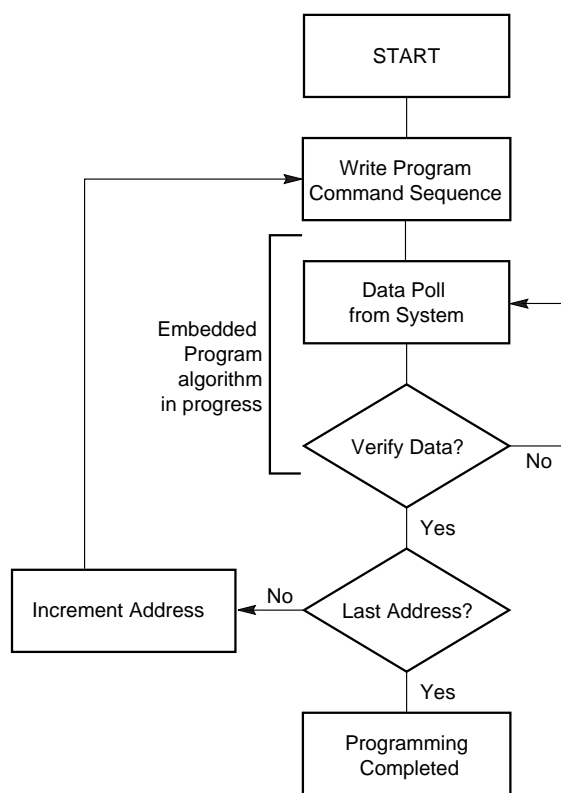 START
Write Program
Command Sequence
Data Poll
from System
Embedded
Program
algorithm
in progress
Verify Data?
No
Yes
Last Address?
No
Increment Address
Yes
Programming
Completed